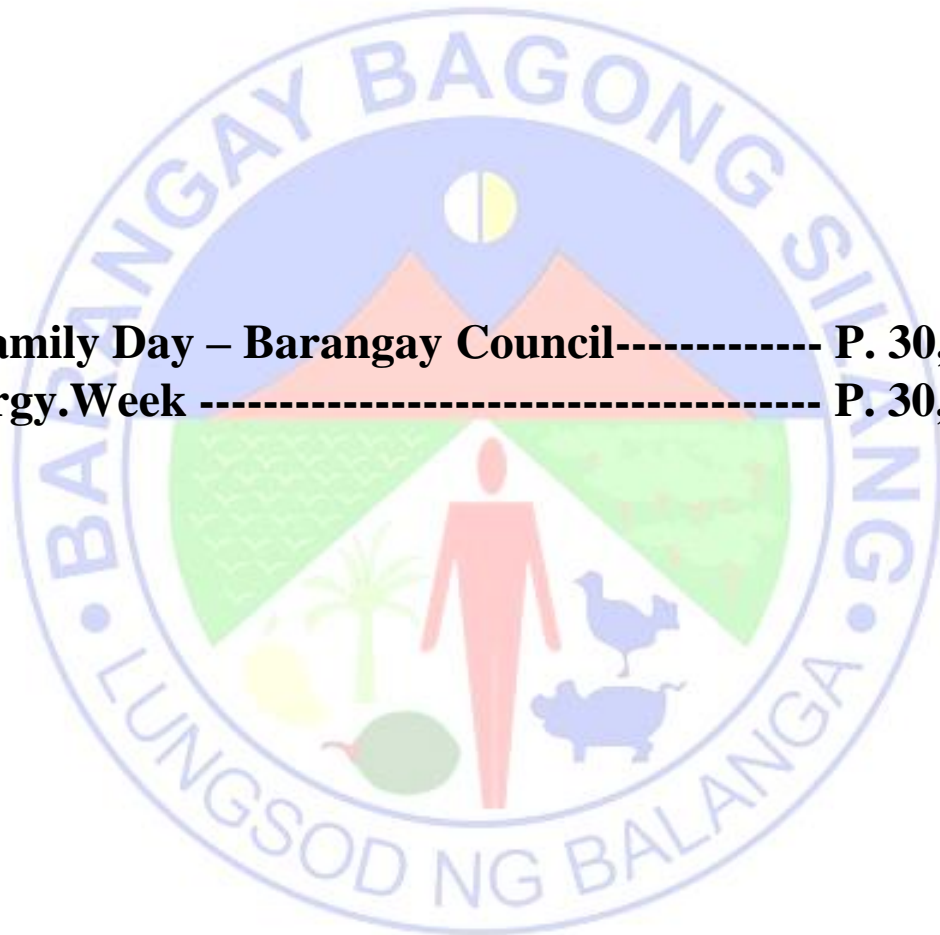 BARANGAY BAGONG SILANG
amily Day – Barangay Council------------- P. 30,
rgy.Week --------------------------------------- P. 30,
• LUNGSOD NG BALANGA •